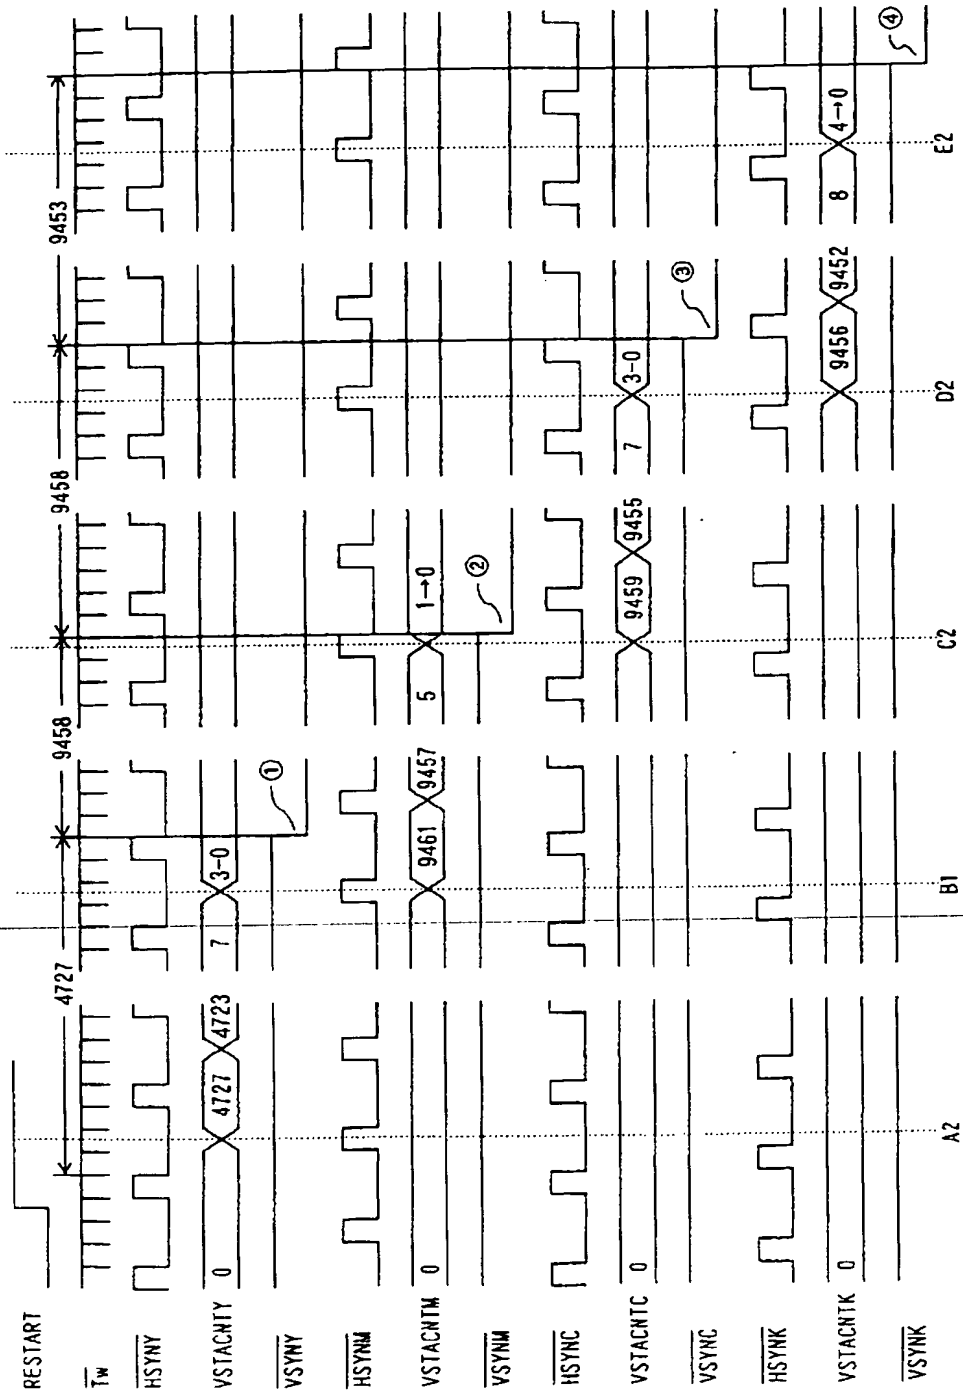 RESTART
4727
9458
9458
9453
Tw
HSYNY
VSTACNTY
0
4727
4723
7
3-0
VSYNY
①
HSYNM
VSTACNTM
0
9461
9457
5
1→0
VSYNM
②
HSYNC
VSTACNTC
0
9459
9455
7
3-0
VSYNC
③
HSYNK
VSTACNTK
0
9456
9452
8
4→0
VSYNK
④
A2
B1
C2
D2
E2